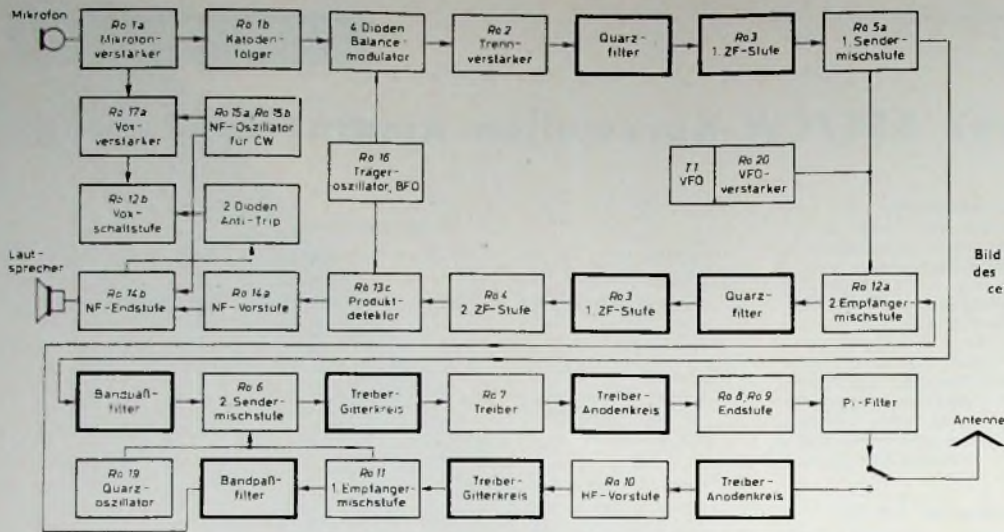 Mikrofon
Rö 1a
Mikrofon-
verstärker
Rö 1b
Katoden-
folger
4 Dioden
Balance-
modulator
Rö 2
Trenn-
verstärker
Quarz-
filter
Rö 3
1. ZF-Stufe
Rö 5a
1. Sender-
mischstufe
Rö 17a
Vox-
verstärker
Rö 15a, Rö 15b
NF-Oszillator
für CW
Rö 16
Träger-
oszillator, BFO
T1
VFO
Rö 20
VFO-
verstärker
Rö 12b
Vox-
schaltstufe
2 Dioden
Anti-Trip
Laut-
sprecher
Rö 14b
NF-Endstufe
Rö 14a
NF-Vorstufe
Rö 13c
Produkt-
detektor
Rö 4
2. ZF-Stufe
Rö 3
1. ZF-Stufe
Quarz-
filter
Rö 12a
2. Empfänger-
mischstufe
Bild
des
ce
Bandpaß-
filter
Rö 6
2. Sender-
mischstufe
Treiber-
Gitterkreis
Rö 7
Treiber
Treiber-
Anodenkreis
Rö 8, Rö 9
Endstufe
Pi-Filter
Antenne
Rö 19
Quarz-
oszillator
Bandpaß-
filter
Rö 11
1. Empfänger-
mischstufe
Treiber-
Gitterkreis
Rö 10
HF-Vorstufe
Treiber-
Anodenkreis